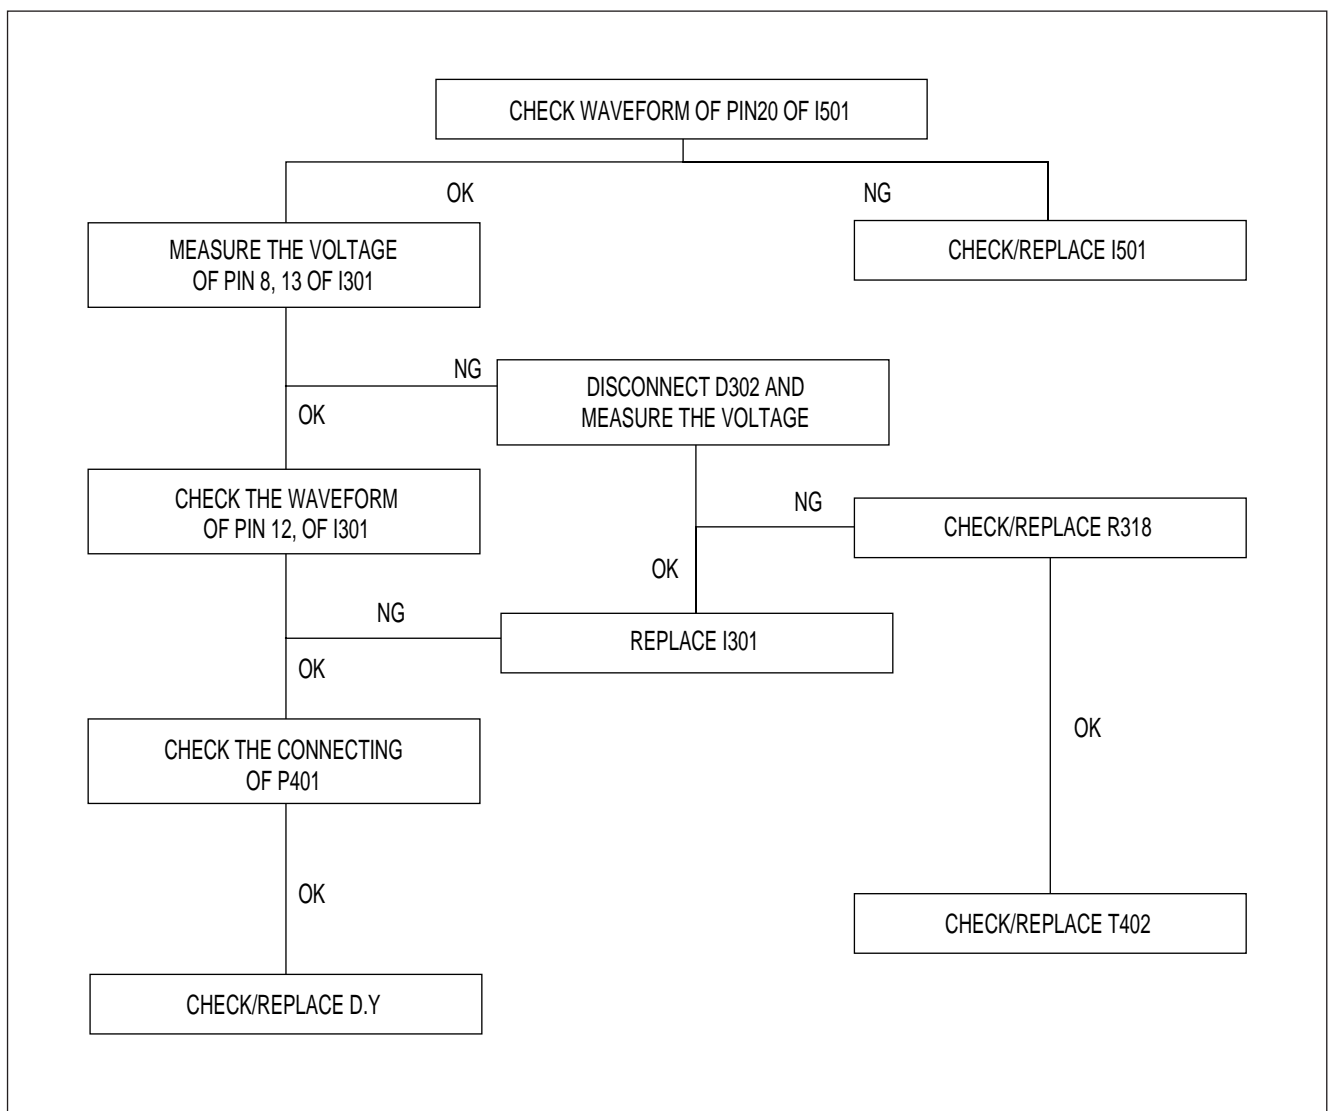 CHECK WAVEFORM OF PIN20 OF I501
OK
NG
MEASURE THE VOLTAGE
OF PIN 8, 13 OF I301
CHECK/REPLACE I501
NG
DISCONNECT D302 AND
MEASURE THE VOLTAGE
OK
CHECK THE WAVEFORM
OF PIN 12, OF I301
NG
CHECK/REPLACE R318
OK
NG
REPLACE I301
OK
CHECK THE CONNECTING
OF P401
OK
OK
CHECK/REPLACE T402
CHECK/REPLACE D.Y